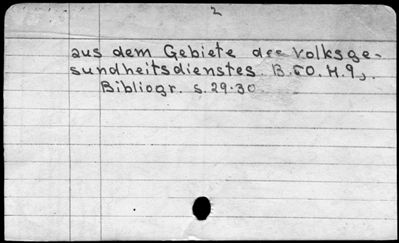 2
aus dem Gebiete des Volksge-
sundheitsdienstes. B. 50. H. 9).
Bibliogr. s. 29-30